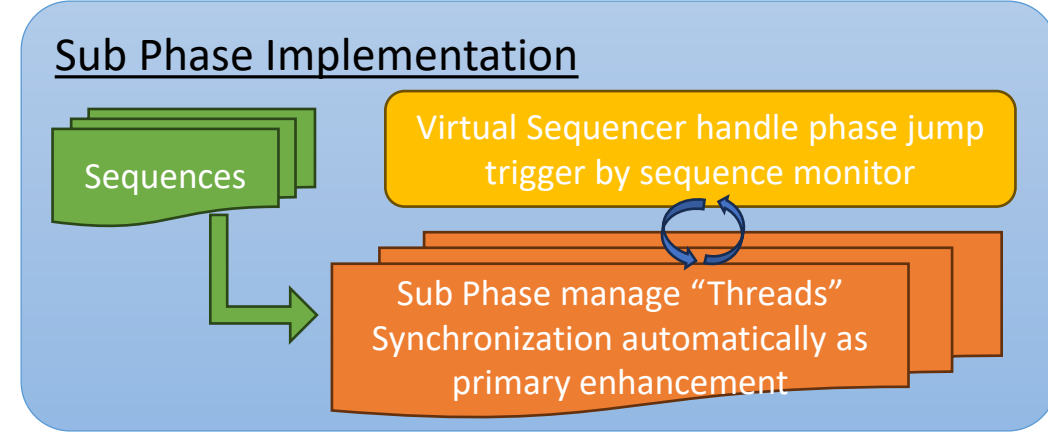 Sub Phase Implementation
Sequences
Virtual Sequencer handle phase jump
trigger by sequence monitor
Sub Phase manage “Threads”
Synchronization automatically as
primary enhancement